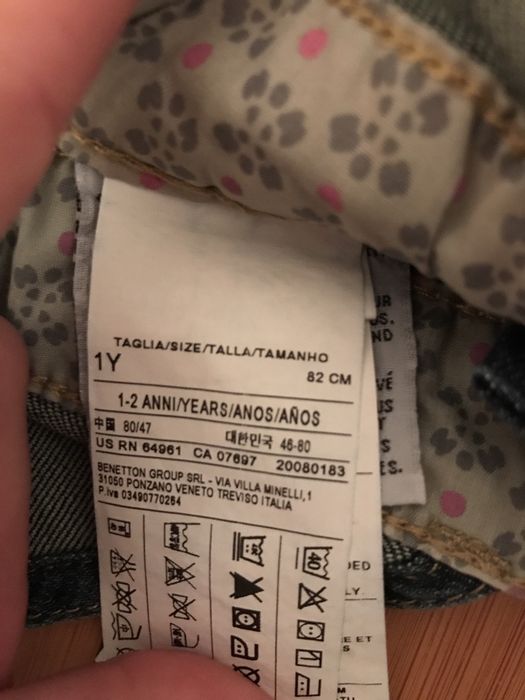 TAGLIA/SIZE/TALLA/TAMANHO
1Y
82 CM
1-2 ANNI/YEARS/ANOS/AÑOS
中国 80/47 대한민국 46-80
US RN 64961 CA 07697 20080183
BENETTON GROUP SRL - VIA VILLA MINELLI,1
31050 PONZANO VENETO TREVISO ITALIA
P.iva 03490770264
40